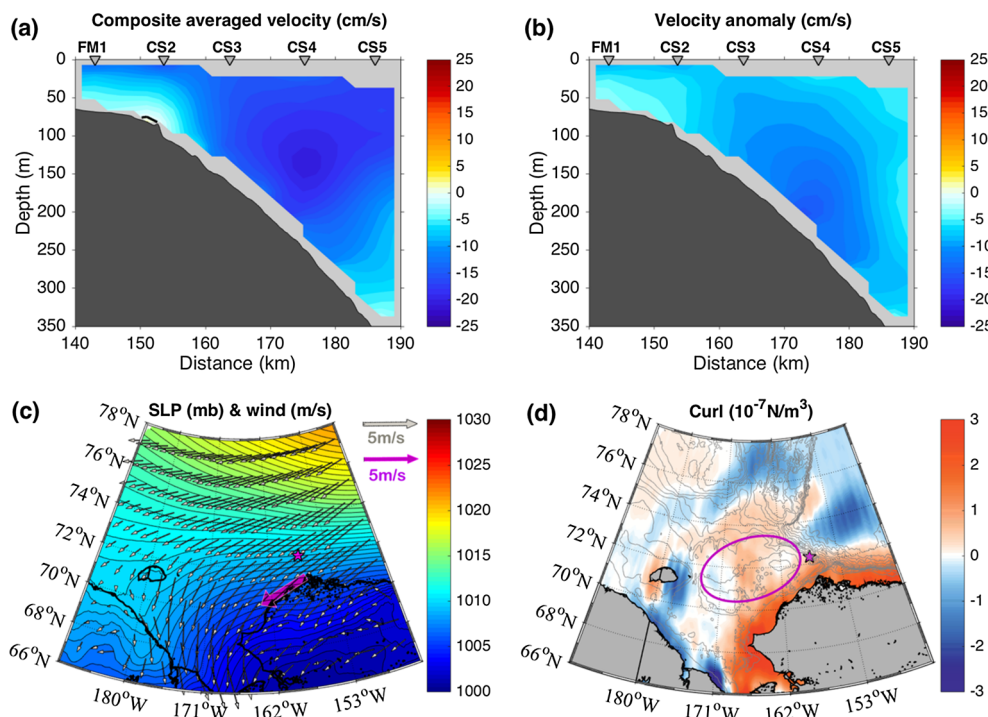 (a) Composite averaged velocity (cm/s)
FM1 CS2 CS3 CS4 CS5
0
50
100
150
200
250
300
350
Depth (m)
140 150 160 170 180 190
Distance (km)
25
20
15
10
5
0
-5
-10
-15
-20
-25
(b) Velocity anomaly (cm/s)
FM1 CS2 CS3 CS4 CS5
0
50
100
150
200
250
300
350
Depth (m)
140 150 160 170 180 190
Distance (km)
25
20
15
10
5
0
-5
-10
-15
-20
-25
(c) SLP (mb) & wind (m/s)
5m/s
5m/s
78°N
76°N
74°N
72°N
70°N
68°N
66°N
180°W 171°W 162°W 153°W
1030
1025
1020
1015
1010
1005
1000
(d) Curl (10⁻⁷N/m³)
78°N
76°N
74°N
72°N
70°N
68°N
66°N
180°W 171°W 162°W 153°W
3
2
1
0
-1
-2
-3